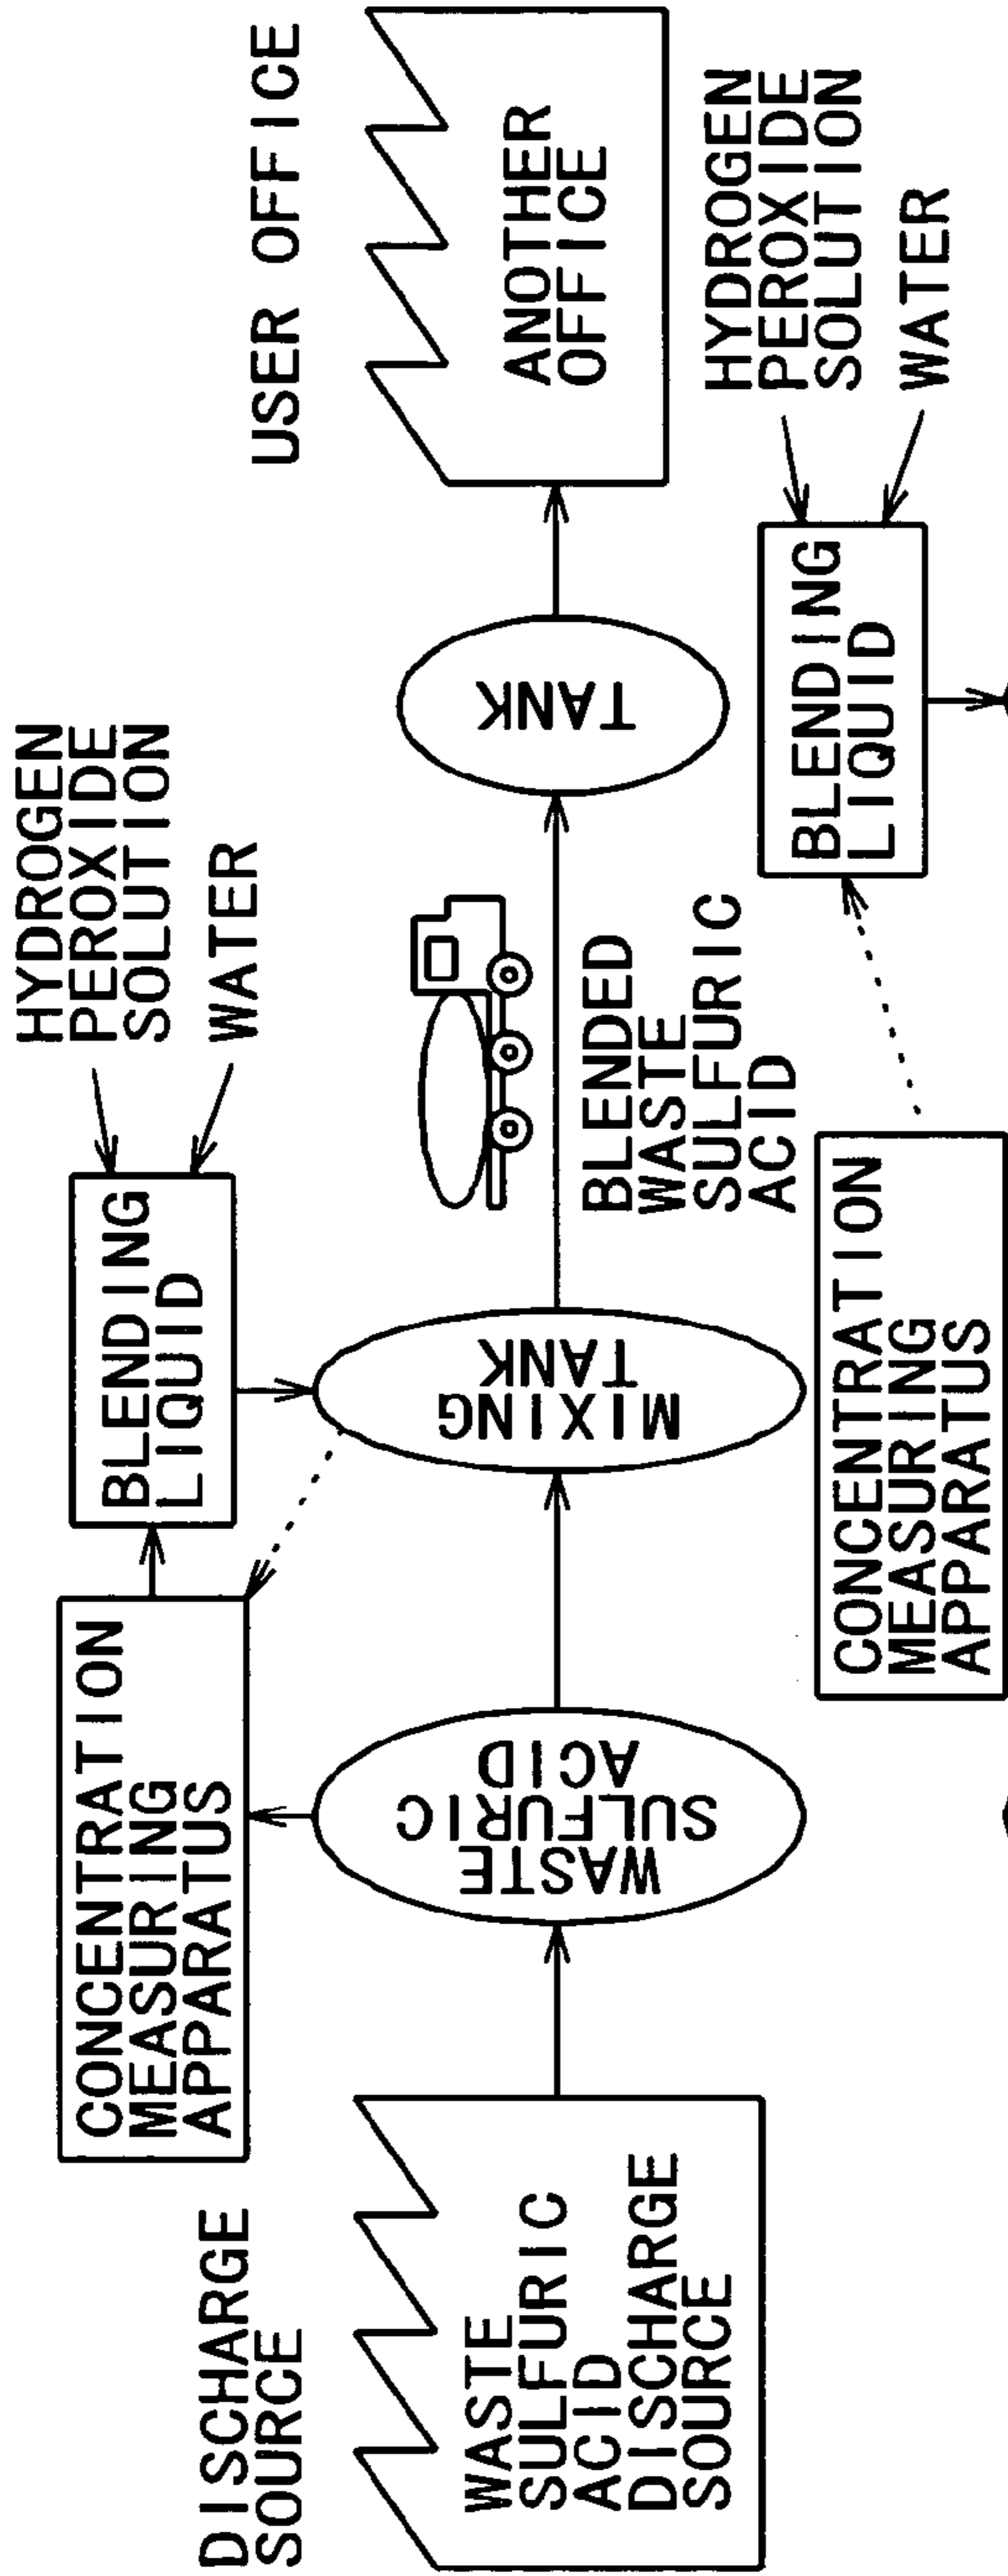 DISCHARGE
SOURCE
USER OFFICE
CONCENTRATION
MEASURING
APPARATUS
BLENDING
LIQUID
HYDROGEN
PEROXIDE
SOLUTION
WATER
WASTE
SULFURIC
ACID
DISCHARGE
SOURCE
WASTE
SULFURIC
ACID
MIXING
TANK
BLENDED
WASTE
SULFURIC
ACID
TANK
ANOTHER
OFFICE
CONCENTRATION
MEASURING
APPARATUS
BLENDING
LIQUID
HYDROGEN
PEROXIDE
SOLUTION
WATER